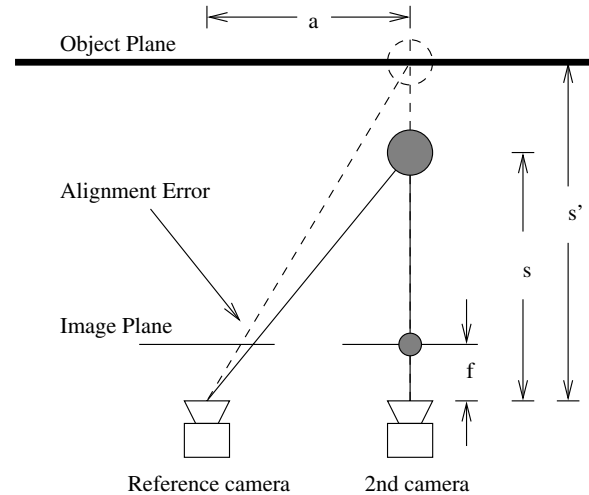 a
Object Plane
Alignment Error
s'
s
Image Plane
f
Reference camera
2nd camera